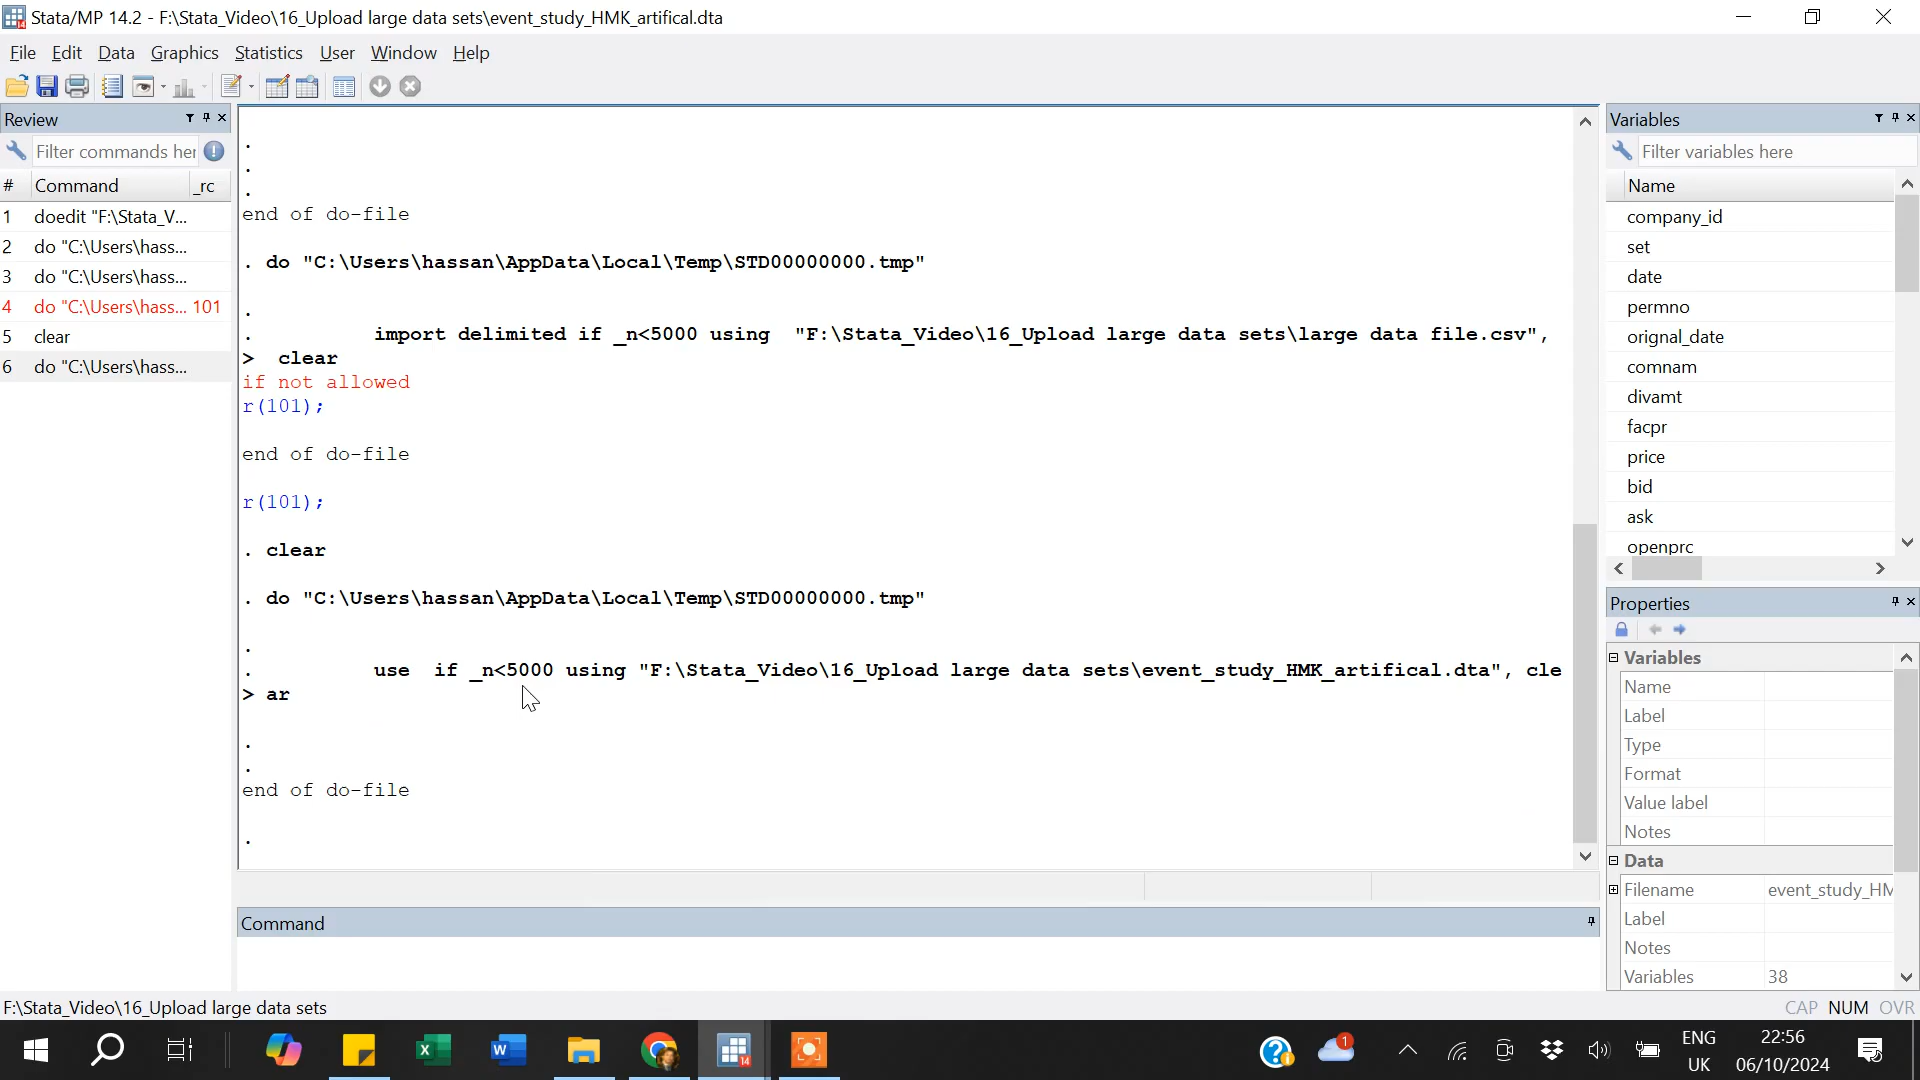 Stata/MP 14.2 - F:\Stata_Video\16_Upload large data sets\event_study_HMK_artifical.dta
File Edit Data Graphics Statistics User Window Help
Review
Filter commands her
# Command _rc
1 doedit "F:\Stata_V...
2 do "C:\Users\hass...
3 do "C:\Users\hass...
4 do "C:\Users\hass... 101
5 clear
6 do "C:\Users\hass...
.
.
.
end of do-file
. do "C:\Users\hassan\AppData\Local\Temp\STD00000000.tmp"
.
. import delimited if _n<5000 using "F:\Stata_Video\16_Upload large data sets\large data file.csv",
> clear
if not allowed
r(101);
end of do-file
r(101);
. clear
. do "C:\Users\hassan\AppData\Local\Temp\STD00000000.tmp"
.
. use if _n<5000 using "F:\Stata_Video\16_Upload large data sets\event_study_HMK_artifical.dta", cle
> ar
.
.
end of do-file
.
Command
Variables
Filter variables here
Name
company_id
set
date
permno
orignal_date
comnam
divamt
facpr
price
bid
ask
openprc
Properties
Variables
Name
Label
Type
Format
Value label
Notes
Data
Filename event_study_HM
Label
Notes
Variables 38
F:\Stata_Video\16_Upload large data sets
CAP NUM OVR
14
1
ENG
UK
22:56
06/10/2024